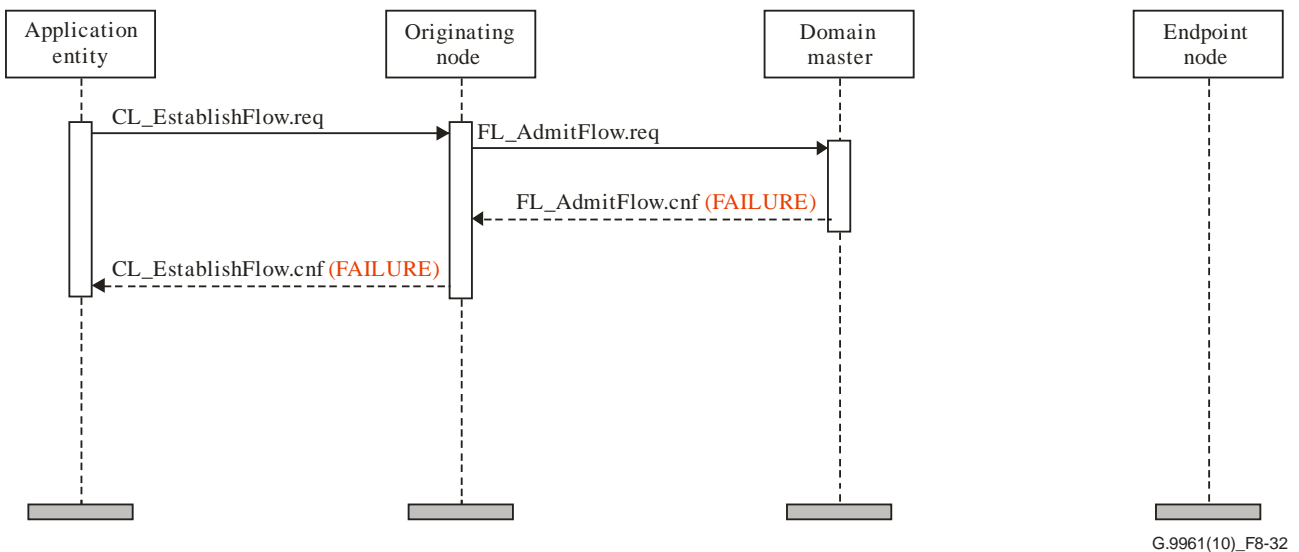 Application
entity
Originating
node
Domain
master
Endpoint
node
CL_EstablishFlow.req
FL_AdmitFlow.req
FL_AdmitFlow.cnf (FAILURE)
CL_EstablishFlow.cnf (FAILURE)
G.9961(10)_F8-32